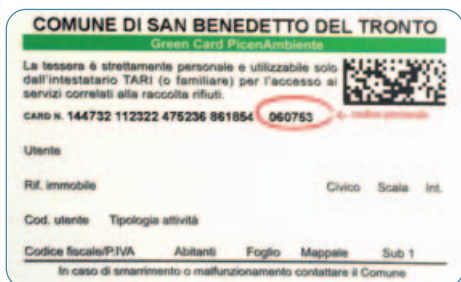 COMUNE DI SAN BENEDETTO DEL TRONTO
Green Card PicenAmbiente
La tessera è strettamente personale e utilizzabile solo
dall'intestatario TARI (o familiare) per l'accesso ai
servizi correlati alla raccolta rifiuti.
CARD N. 144732 112322 475236 861854 060753
Utente
Rif. immobile Civico Scala Int.
Cod. utente Tipologia attività
Codice fiscale/P.IVA Abitanti Foglio Mappale Sub 1
In caso di smarrimento o malfunzionamento contattare il Comune